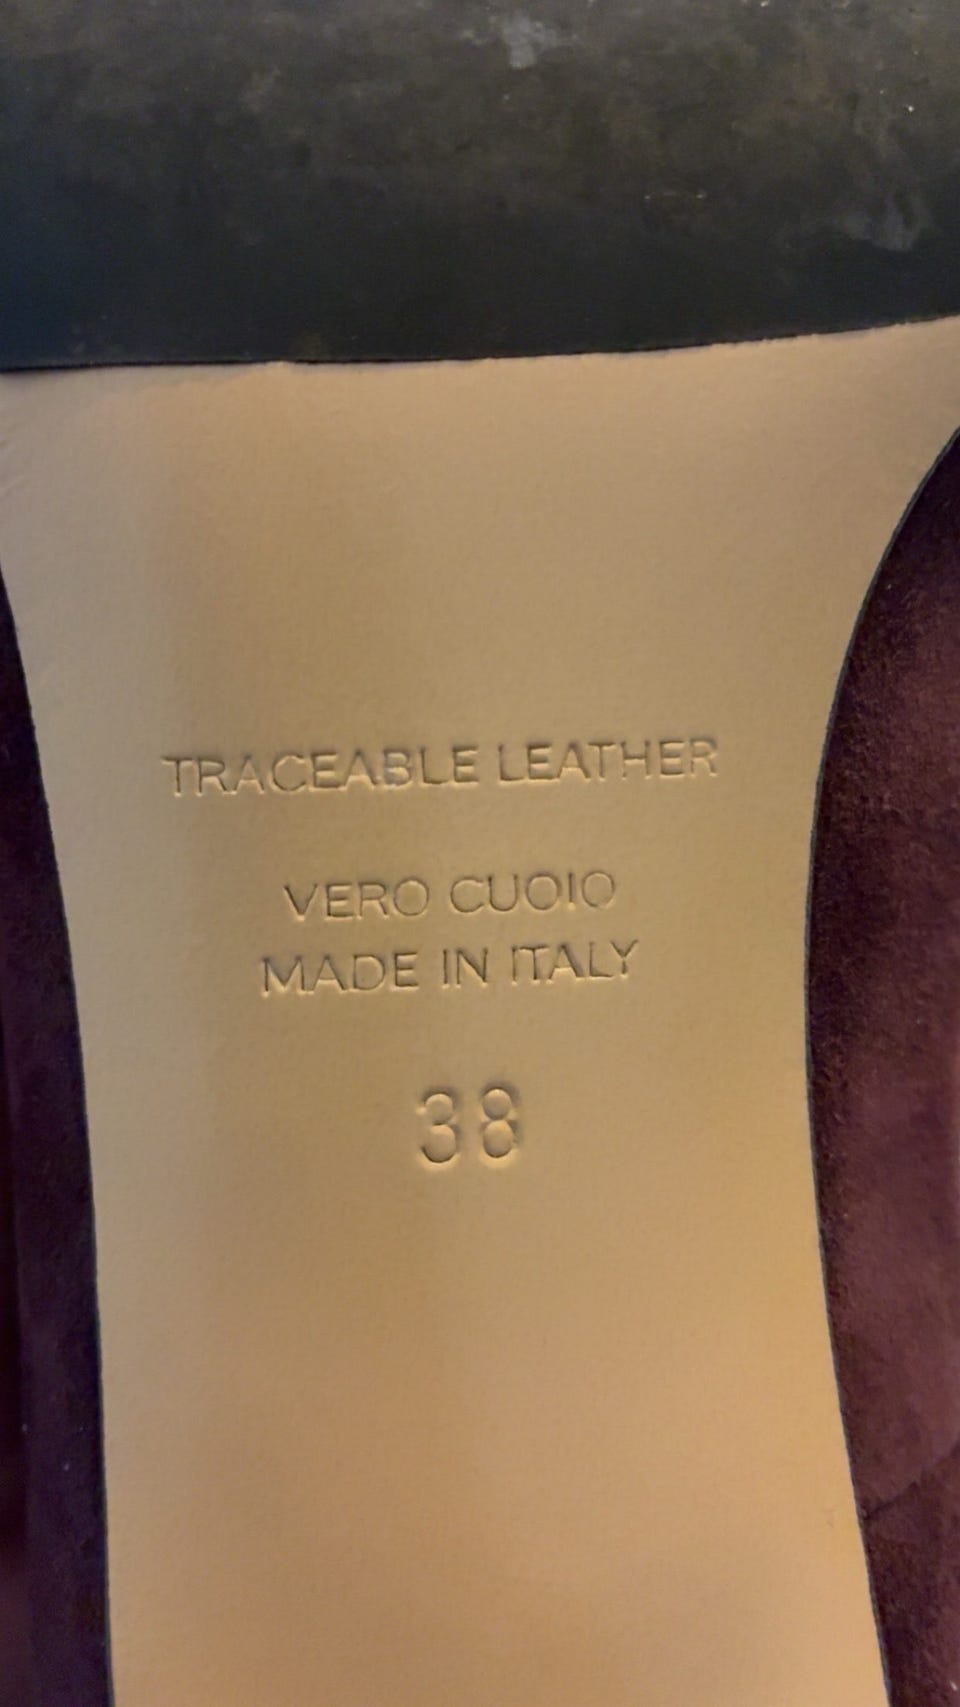 TRACEABLE LEATHER
VERO CUOIO
MADE IN ITALY
38